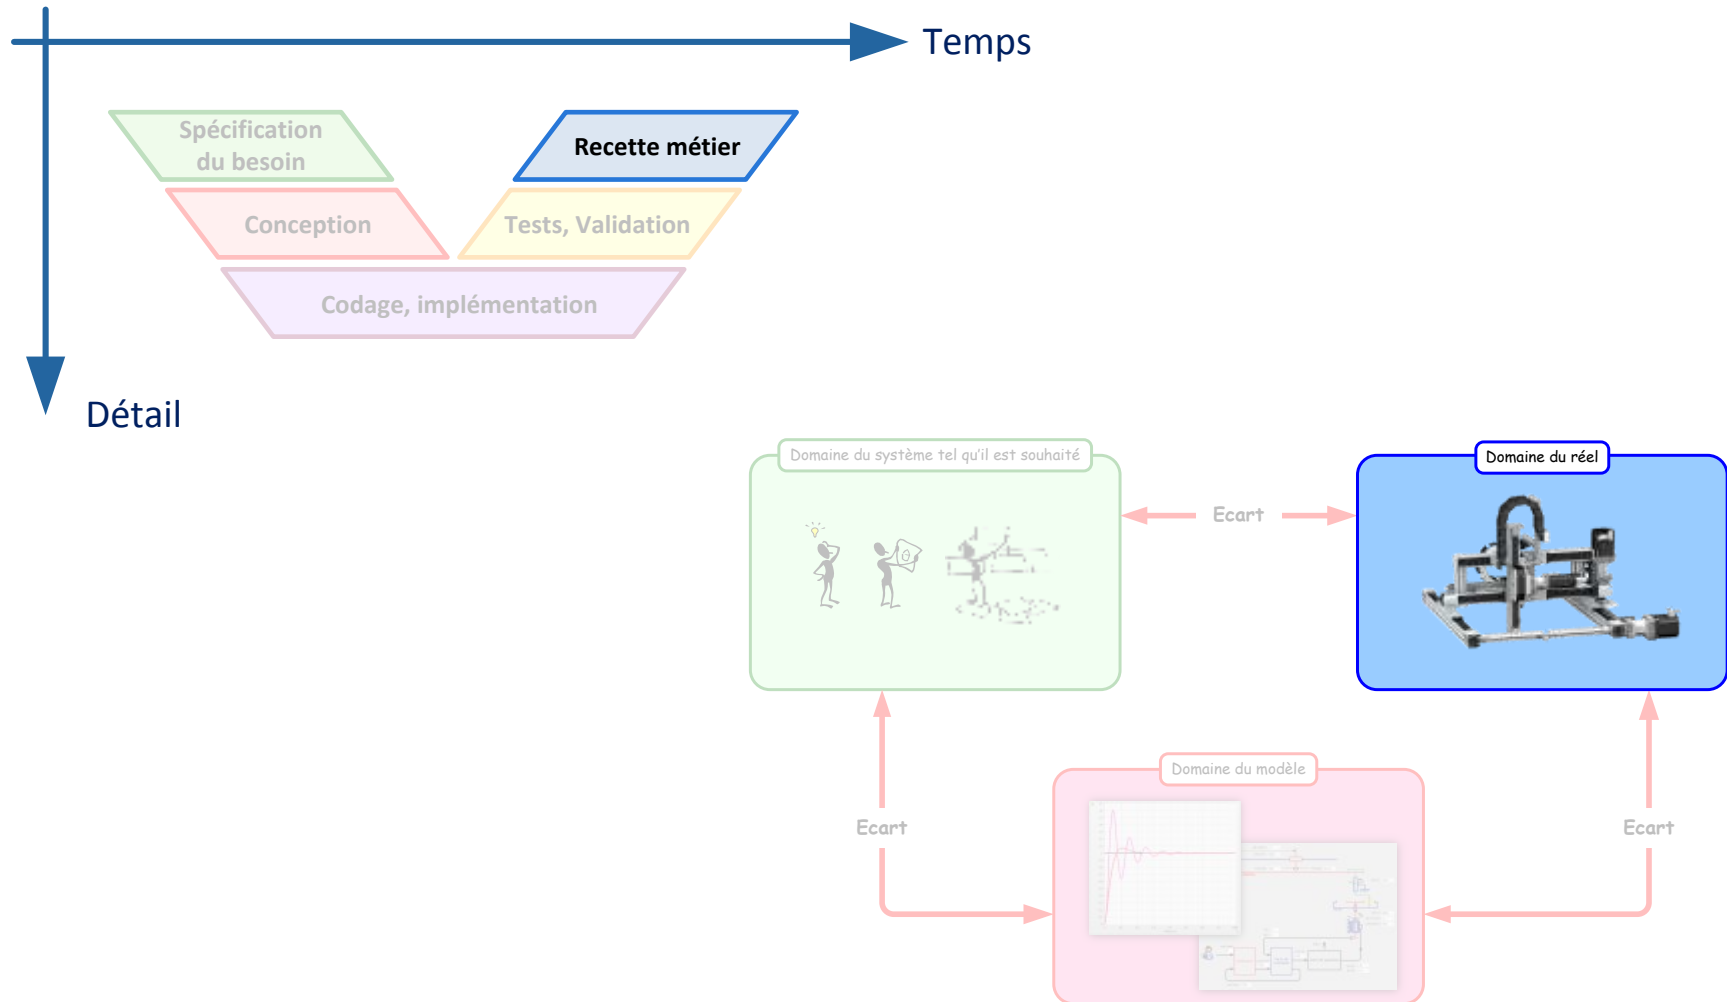 Temps
Spécification
du besoin
Recette métier
Conception
Tests, Validation
Codage, implémentation
Détail
Domaine du système tel qu'il est souhaité
Domaine du réel
Ecart
Domaine du modèle
Ecart
Ecart